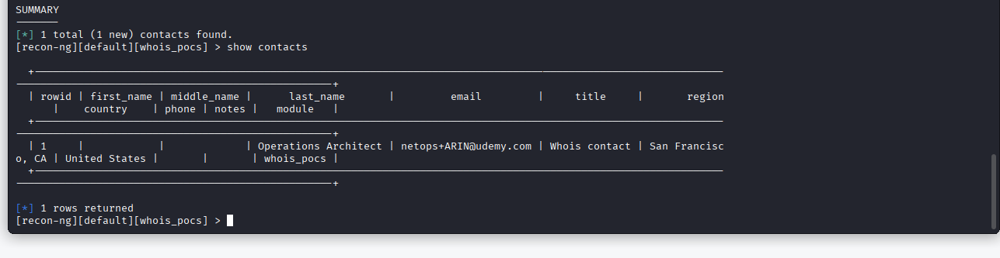 SUMMARY
-------
[*] 1 total (1 new) contacts found.
[recon-ng][default][whois_pocs] > show contacts
+---------------------------------------------------------------------------------------------------------------
---------------------------------------------------+
| rowid | first_name | middle_name | last_name | email | title | region
| country | phone | notes | module |
+---------------------------------------------------------------------------------------------------------------
---------------------------------------------------+
| 1 | | | Operations Architect | netops+ARIN@udemy.com | Whois contact | San Francisc
o, CA | United States | | | whois_pocs |
+---------------------------------------------------------------------------------------------------------------
---------------------------------------------------+
[*] 1 rows returned
[recon-ng][default][whois_pocs] >